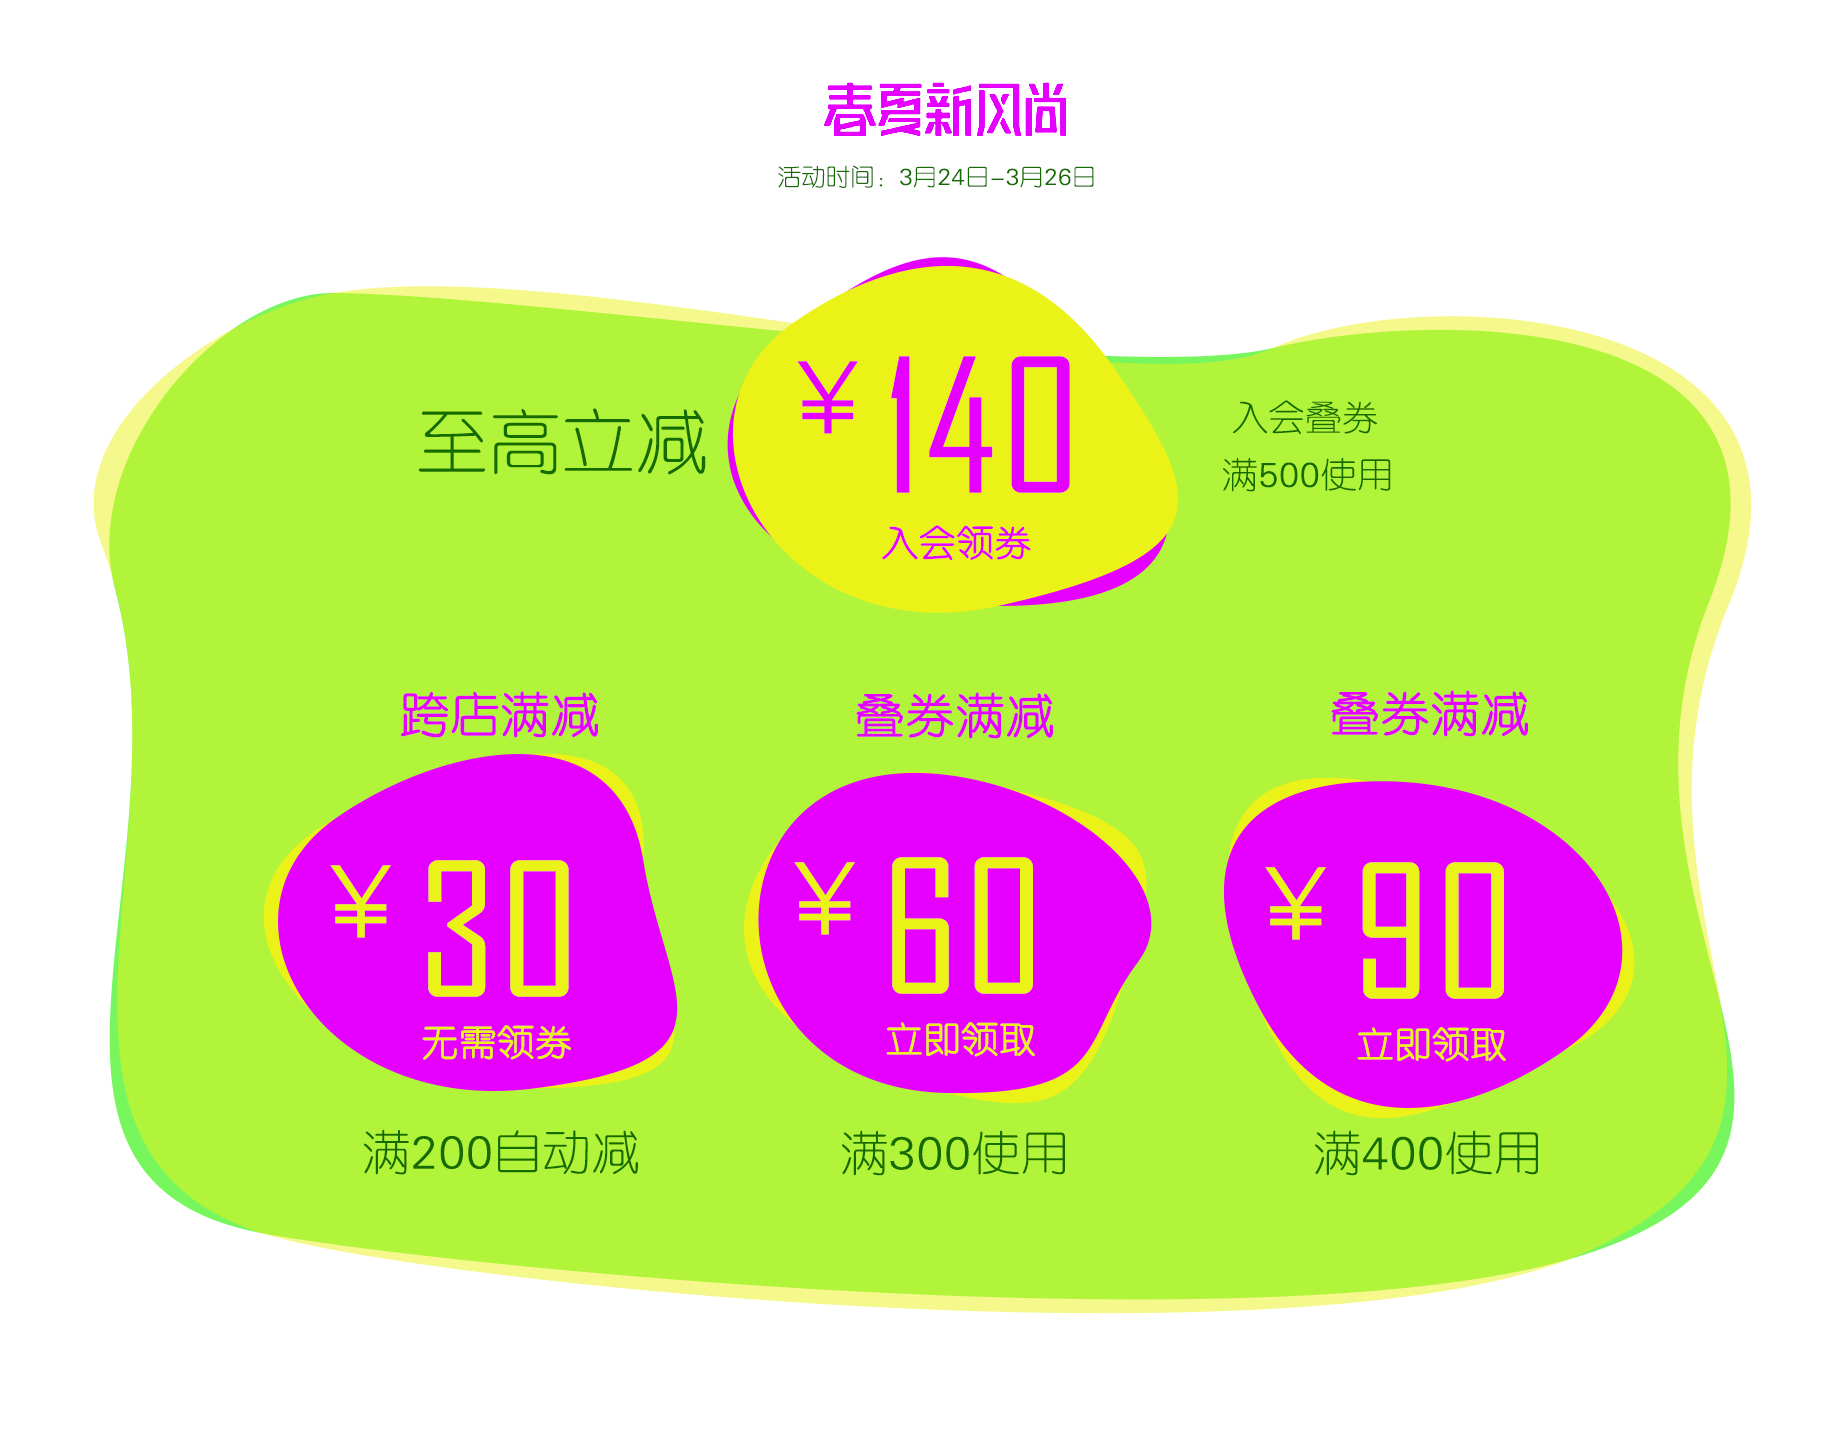 春夏新风尚
活动时间：3月24日-3月26日
至高立减
¥140
入会领券
入会叠券
满500使用
跨店满减
¥30
无需领券
满200自动减
叠券满减
¥60
立即领取
满300使用
叠券满减
¥90
立即领取
满400使用